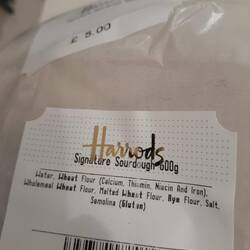 £ 5.00
Harrods
Signature Sourdough 600g
Water, Wheat Flour (Calcium, Thiamin, Niacin And Iron),
Wholemeal Wheat Flour, Malted Wheat Flour, Rye Flour, Salt,
Semolina (Gluten)